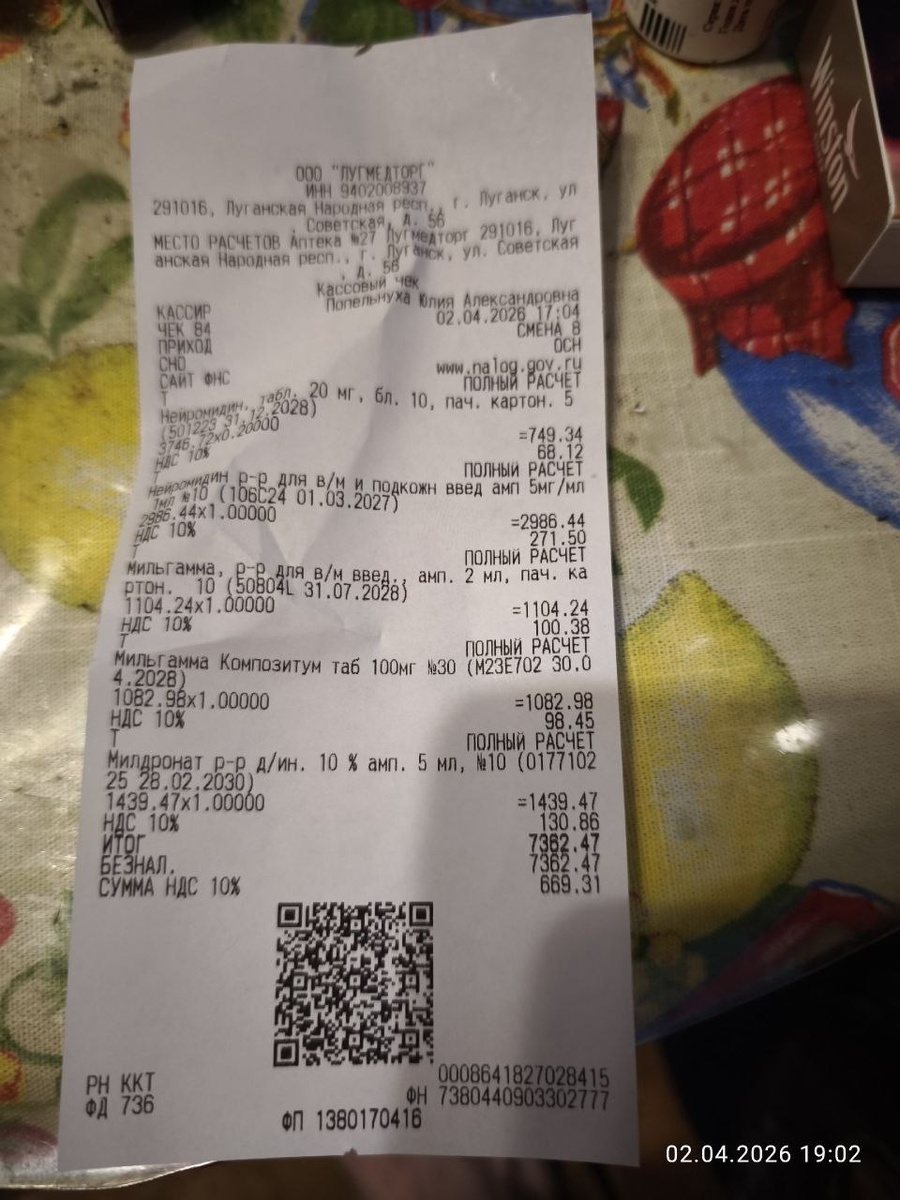 ООО "ЛУГМЕДТОРГ"
ИНН 9402008937
291016, Луганская Народная респ., г. Луганск, ул
. Советская, д. 56
МЕСТО РАСЧЕТОВ Аптека №27 Лугмедторг 291016, Луг
анская Народная респ., г. Луганск, ул. Советская
, д. 56
Кассовый чек
КАССИР Попельнуха Юлия Александровна
ЧЕК 84 02.04.2026 17:04
ПРИХОД СМЕНА 8
СНО ОСН
САЙТ ФНС www.nalog.gov.ru
Т ПОЛНЫЙ РАСЧЕТ
Нейромидин, табл. 20 мг, бл. 10, пач. картон. 5
(501223 31.12.2028)
3746.72х0.20000 =749.34
НДС 10% 68.12
Т ПОЛНЫЙ РАСЧЕТ
Нейромидин р-р для в/м и подкожн введ амп 5мг/мл
1мл №10 (106C24 01.03.2027)
2986.44х1.00000 =2986.44
НДС 10% 271.50
Т ПОЛНЫЙ РАСЧЕТ
Мильгамма, р-р для в/м введ., амп. 2 мл, пач. ка
ртон. 10 (50804L 31.07.2028)
1104.24х1.00000 =1104.24
НДС 10% 100.38
Т ПОЛНЫЙ РАСЧЕТ
Мильгамма Композитум таб 100мг №30 (M23E702 30.0
4.2028)
1082.98х1.00000 =1082.98
НДС 10% 98.45
Т ПОЛНЫЙ РАСЧЕТ
Милдронат р-р д/ин. 10 % амп. 5 мл, №10 (0177102
25 28.02.2030)
1439.47х1.00000 =1439.47
НДС 10% 130.86
ИТОГ 7362.47
БЕЗНАЛ. 7362.47
СУММА НДС 10% 669.31
РН ККТ 0008641827028415
ФД 736 ФН 7380440903302777
ФП 1380170416
Winston
02.04.2026 19:02